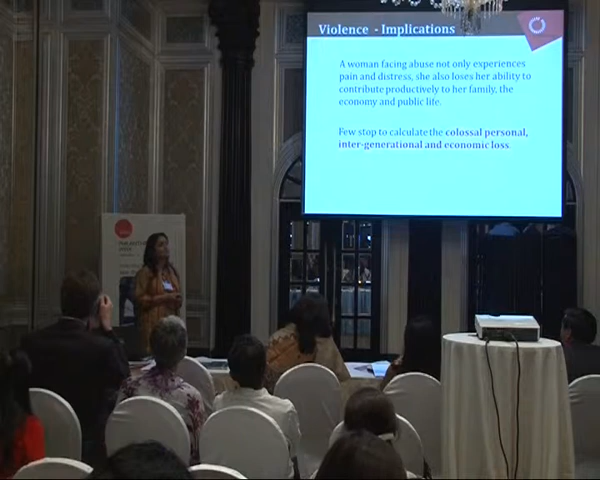 Violence - Implications
A woman facing abuse not only experiences
pain and distress, she also loses her ability to
contribute productively to her family, the
economy and public life.
Few stop to calculate the colossal personal,
inter-generational and economic loss